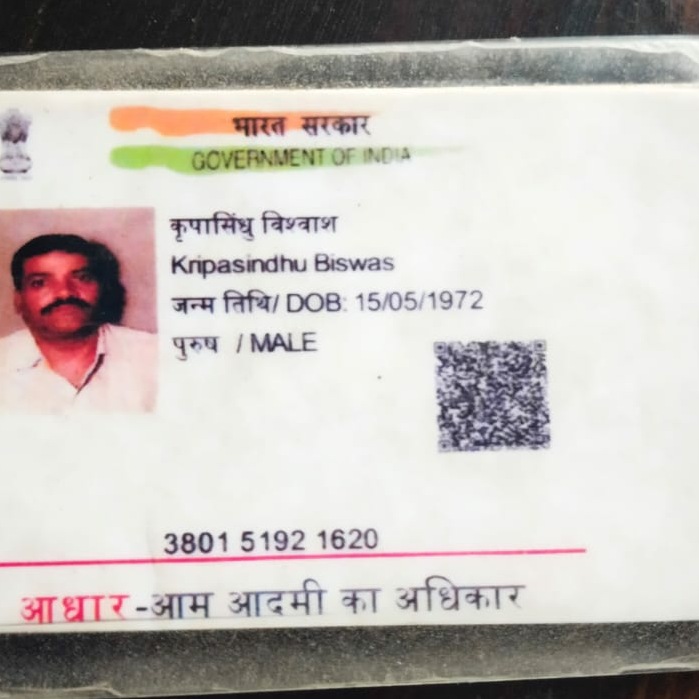 भारत सरकार
GOVERNMENT OF INDIA
कृपासिंधु विश्वाश
Kripasindhu Biswas
जन्म तिथि/ DOB: 15/05/1972
पुरुष / MALE
3801 5192 1620
आधार-आम आदमी का अधिकार